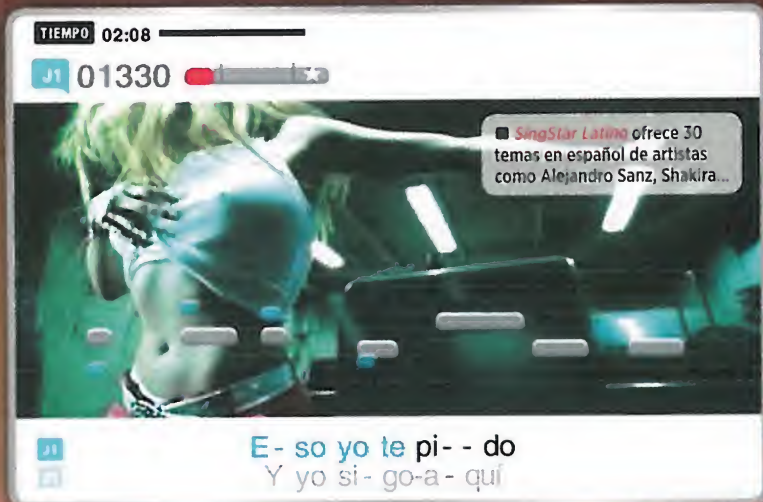 TIEMPO 02:08
J1 01330
SingStar Latino ofrece 30
temas en español de artistas
como Alejandro Sanz, Shakira...
J1 E- so yo te pi- - do
Y yo si- go-a- quí